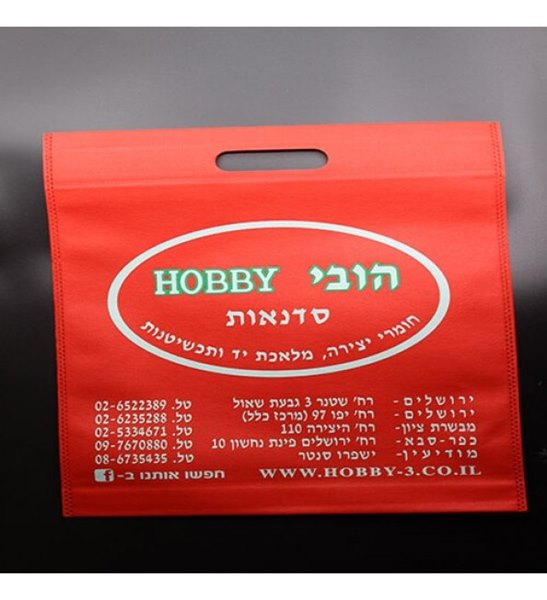 HOBBY הובי
סדנאות
חומרי יצירה, מלאכת יד ותכשיטנות
ירושלים - רח' שטנר 3 גבעת שאול טל. 02-6522389
ירושלים - רח' יפו 97 (מרכז כלל) טל. 02-6235288
מבשרת ציון - רח' היצירה 110 טל. 02-5334671
כפר-סבא - רח' ירושלים פינת נחשון 10 טל. 09-7670880
מודיעין - ישפרו סנטר טל. 08-6735435
WWW.HOBBY-3.CO.IL חפשו אותנו ב- f